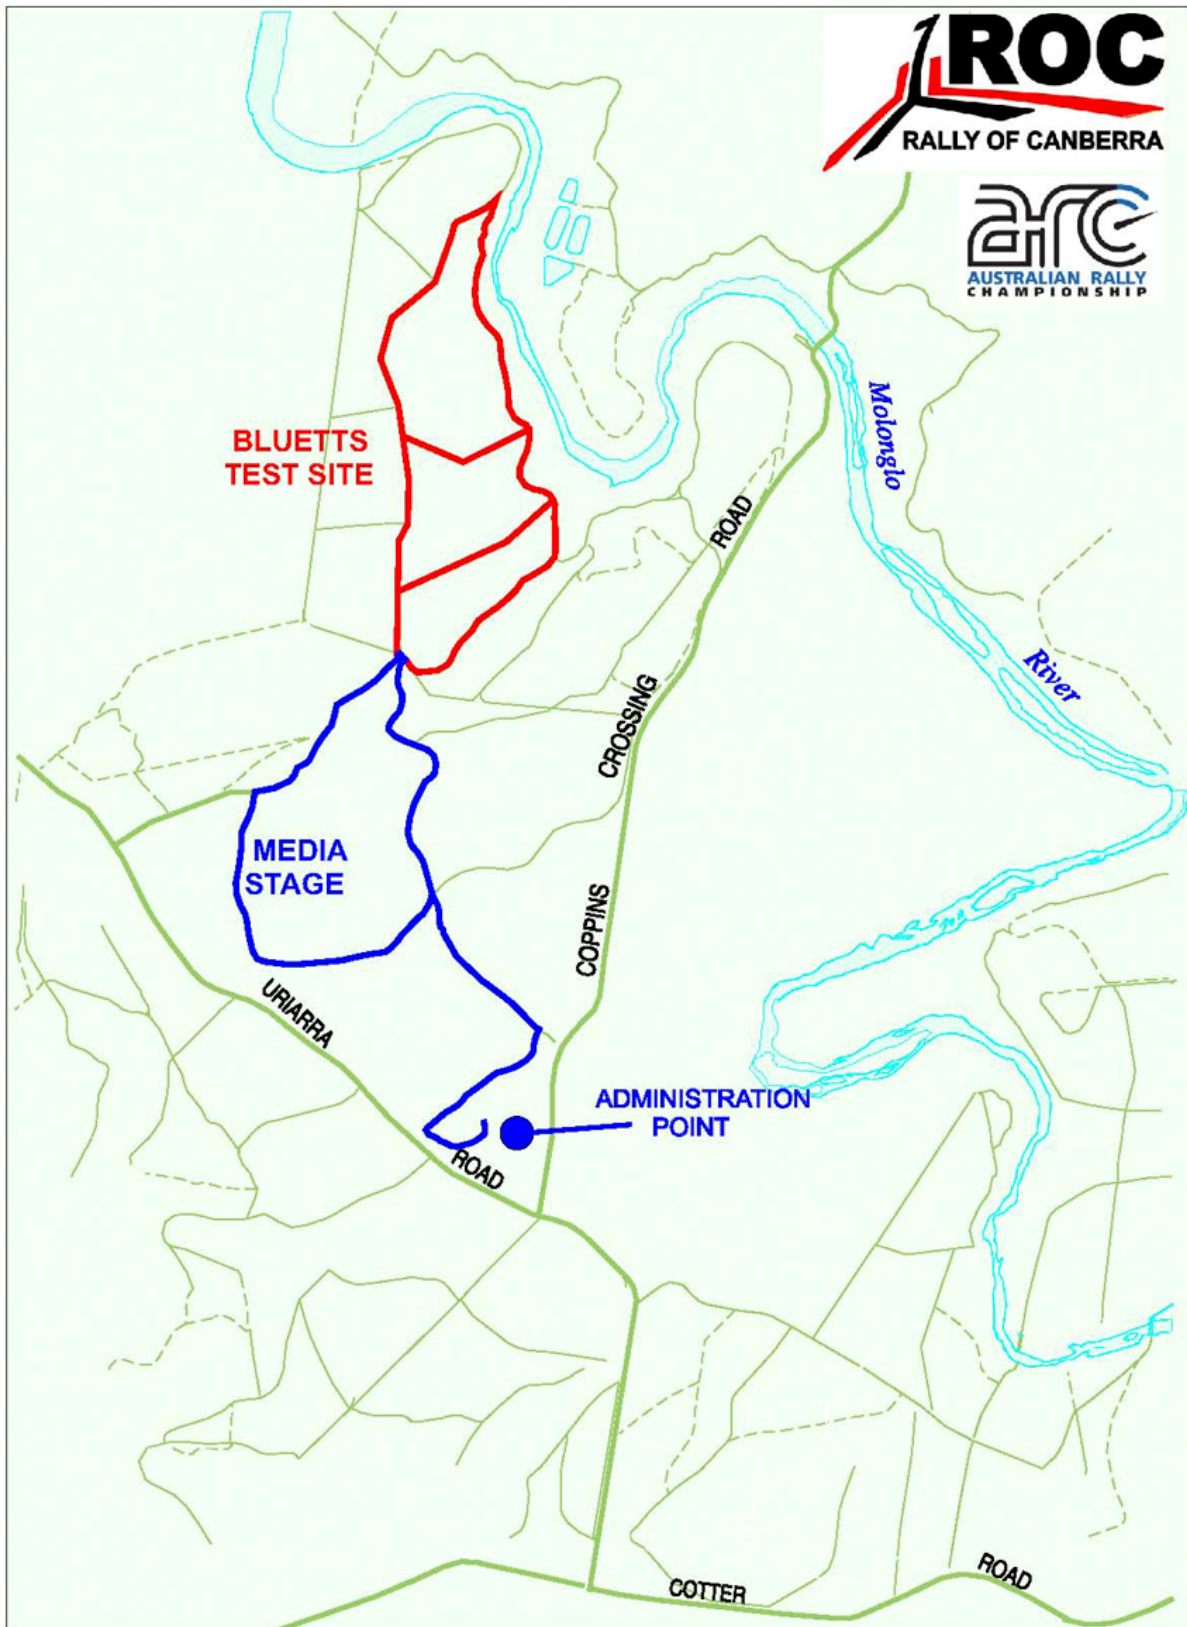 ROC
RALLY OF CANBERRA
arc
AUSTRALIAN RALLY
CHAMPIONSHIP
Molonglo
River
BLUETTS
TEST SITE
ROAD
CROSSING
COPPINS
MEDIA
STAGE
URIARRA
ROAD
ADMINISTRATION
POINT
COTTER
ROAD